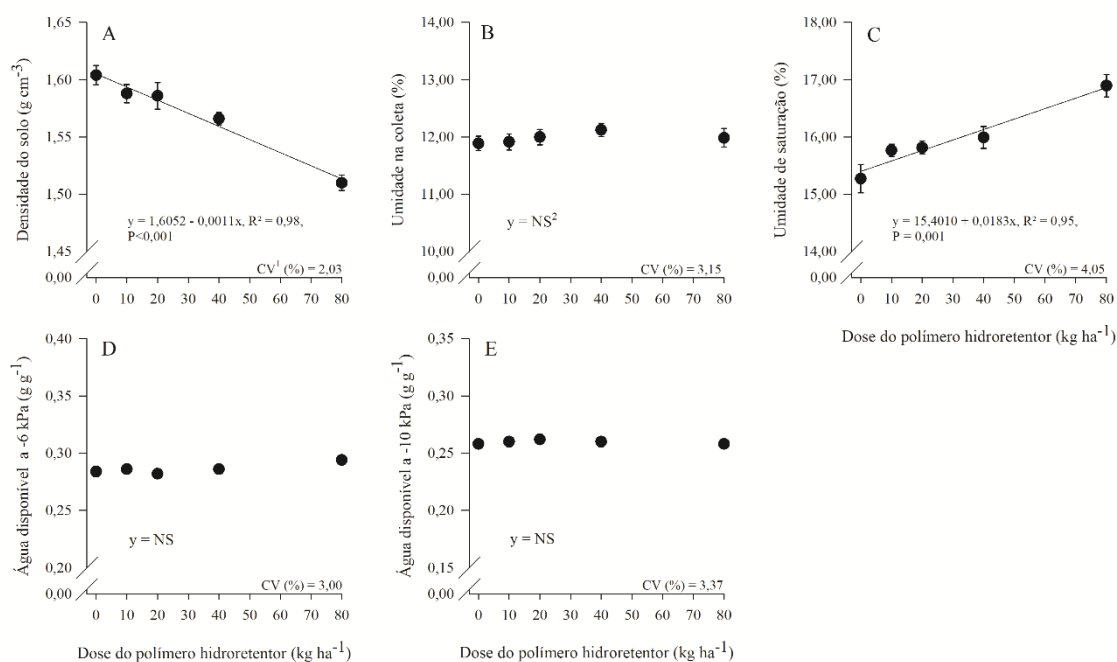 A
Densidade do solo (g cm⁻³)
1,65
1,60
1,55
1,50
1,45
0,00
y = 1,6052 - 0,0011x, R² = 0,98,
P<0,001
CV¹ (%) = 2,03
0 10 20 30 40 50 60 70 80
B
Umidade na coleta (%)
14,00
13,00
12,00
11,00
10,00
0,00
y = NS²
CV (%) = 3,15
0 10 20 30 40 50 60 70 80
C
Umidade de saturação (%)
18,00
17,00
16,00
15,00
14,00
0,00
y = 15,4010 + 0,0183x, R² = 0,95,
P = 0,001
CV (%) = 4,05
0 10 20 30 40 50 60 70 80
Dose do polímero hidroretentor (kg ha⁻¹)
D
Água disponível a -6 kPa (g g⁻¹)
0,40
0,35
0,30
0,25
0,20
0,00
y = NS
CV (%) = 3,00
0 10 20 30 40 50 60 70 80
Dose do polímero hidroretentor (kg ha⁻¹)
E
Água disponível a -10 kPa (g g⁻¹)
0,35
0,30
0,25
0,20
0,15
0,00
y = NS
CV (%) = 3,37
0 10 20 30 40 50 60 70 80
Dose do polímero hidroretentor (kg ha⁻¹)